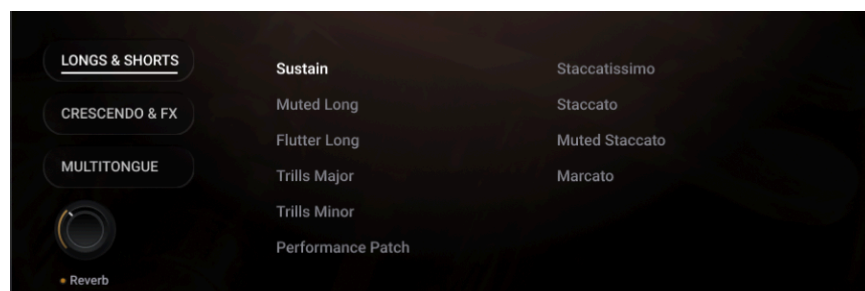 LONGS & SHORTS
CRESCENDO & FX
MULTITONGUE
Reverb
Sustain
Muted Long
Flutter Long
Trills Major
Trills Minor
Performance Patch
Staccatissimo
Staccato
Muted Staccato
Marcato